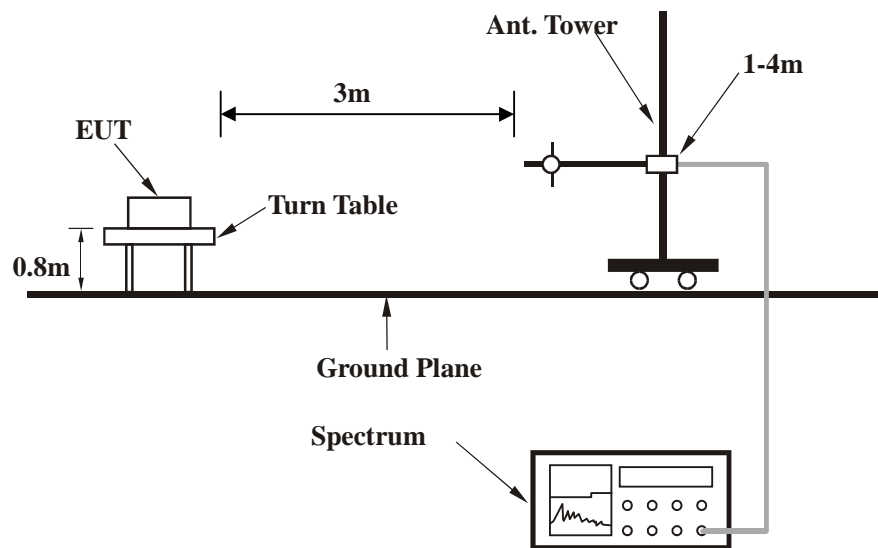 Ant. Tower
1-4m
3m
EUT
Turn Table
0.8m
Ground Plane
Spectrum